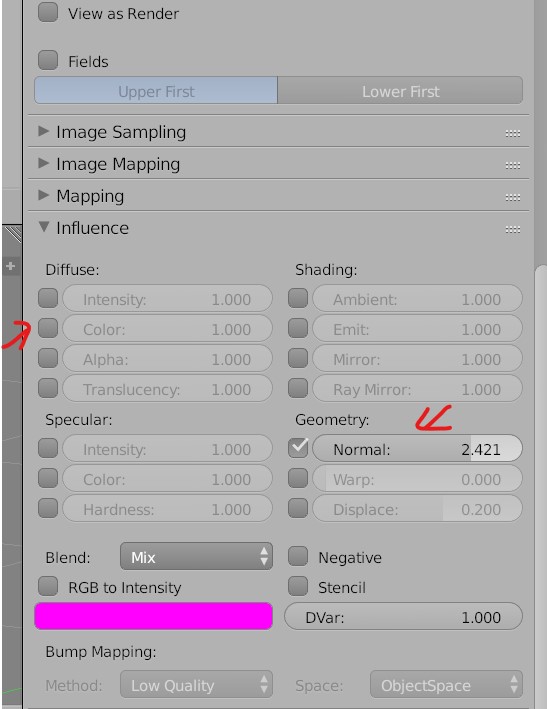 View as Render
Fields
Upper First Lower First
Image Sampling
Image Mapping
Mapping
Influence
Diffuse: Shading:
Intensity: 1.000 Ambient: 1.000
Color: 1.000 Emit: 1.000
Alpha: 1.000 Mirror: 1.000
Translucency: 1.000 Ray Mirror: 1.000
Specular: Geometry:
Intensity: 1.000 Normal: 2.421
Color: 1.000 Warp: 0.000
Hardness: 1.000 Displace: 0.200
Blend: Mix Negative
RGB to Intensity Stencil
DVar: 1.000
Bump Mapping:
Method: Low Quality Space: ObjectSpace